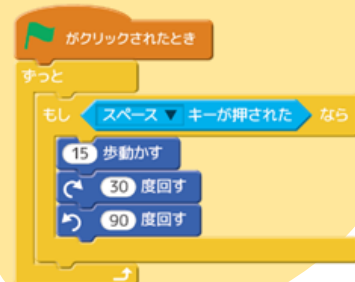 がクリックされたとき
ずっと
もし スペース ▼ キーが押された なら
15 歩動かす
30 度回す
90 度回す